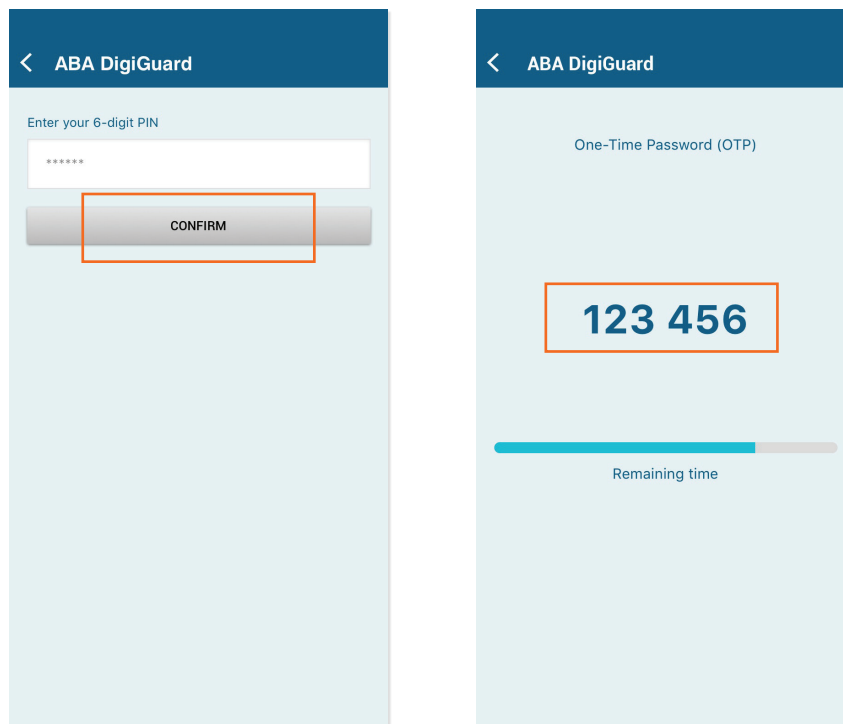 ABA DigiGuard
Enter your 6-digit PIN
******
CONFIRM
ABA DigiGuard
One-Time Password (OTP)
123 456
Remaining time